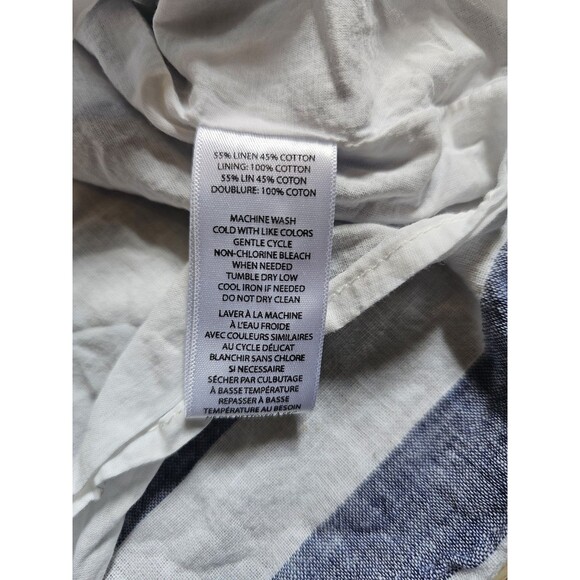 55% LINEN 45% COTTON
LINING: 100% COTTON
55% LIN 45% COTON
DOUBLURE: 100% COTON
MACHINE WASH
COLD WITH LIKE COLORS
GENTLE CYCLE
NON-CHLORINE BLEACH
WHEN NEEDED
TUMBLE DRY LOW
COOL IRON IF NEEDED
DO NOT DRY CLEAN
LAVER À LA MACHINE
À L'EAU FROIDE
AVEC COULEURS SIMILAIRES
AU CYCLE DÉLICAT
BLANCHIR SANS CHLORE
SI NECESSAIRE
SÉCHER PAR CULBUTAGE
À BASSE TEMPÉRATURE
REPASSER À BASSE
TEMPÉRATURE AU BESOIN